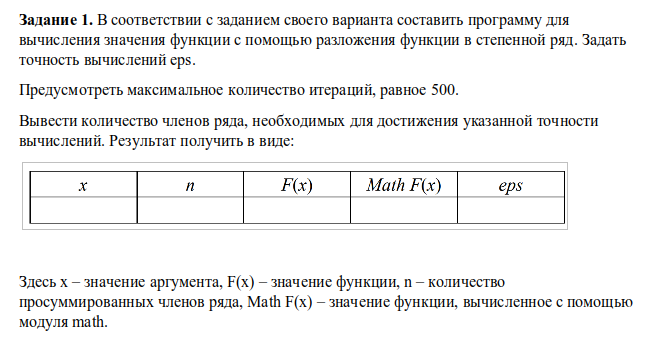 Задание 1. В соответствии с заданием своего варианта составить программу для
вычисления значения функции с помощью разложения функции в степенной ряд. Задать
точность вычислений eps.
Предусмотреть максимальное количество итераций, равное 500.
Вывести количество членов ряда, необходимых для достижения указанной точности
вычислений. Результат получить в виде:
x n F(x) Math F(x) eps
Здесь x – значение аргумента, F(x) – значение функции, n – количество
просуммированных членов ряда, Math F(x) – значение функции, вычисленное с помощью
модуля math.